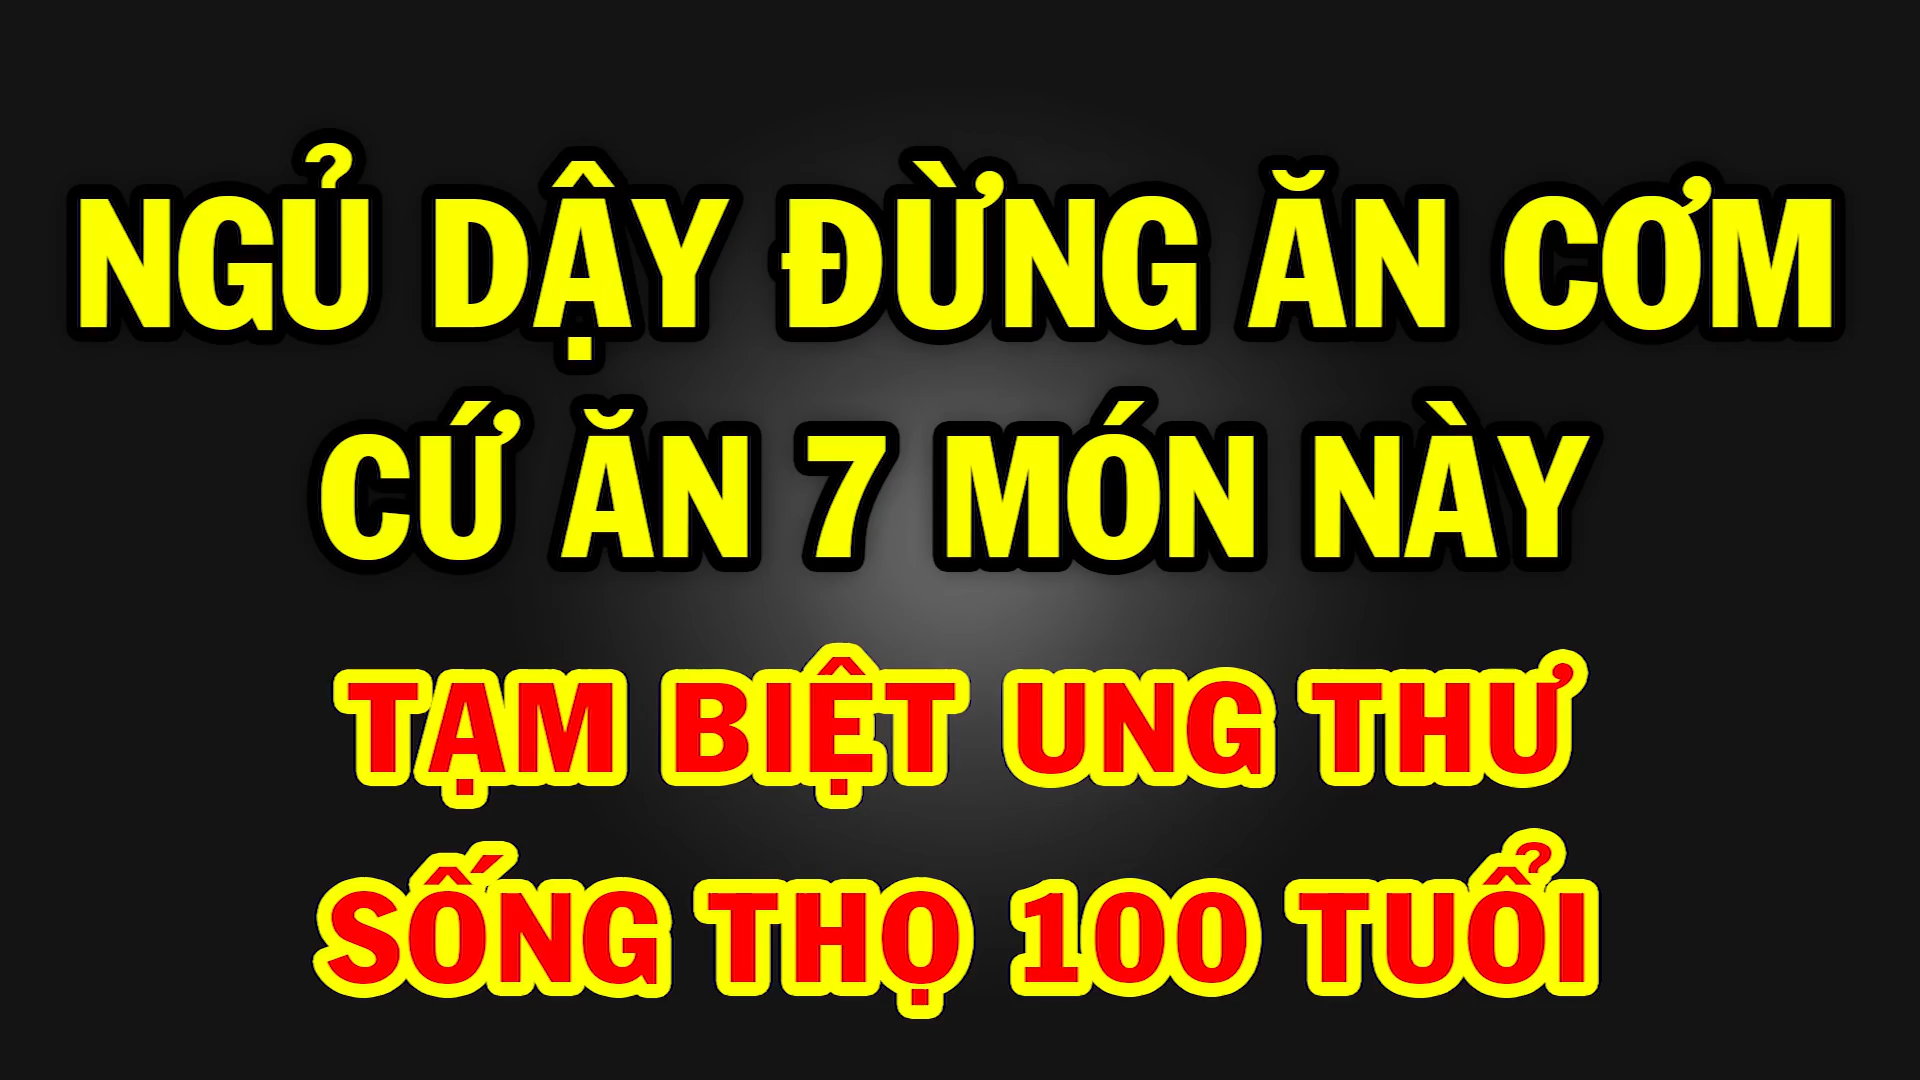 NGỦ DẬY ĐỪNG ĂN CƠM
CỨ ĂN 7 MÓN NÀY
TẠM BIỆT UNG THƯ
SỐNG THỌ 100 TUỔI